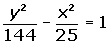 y²/144 - x²/25 = 1